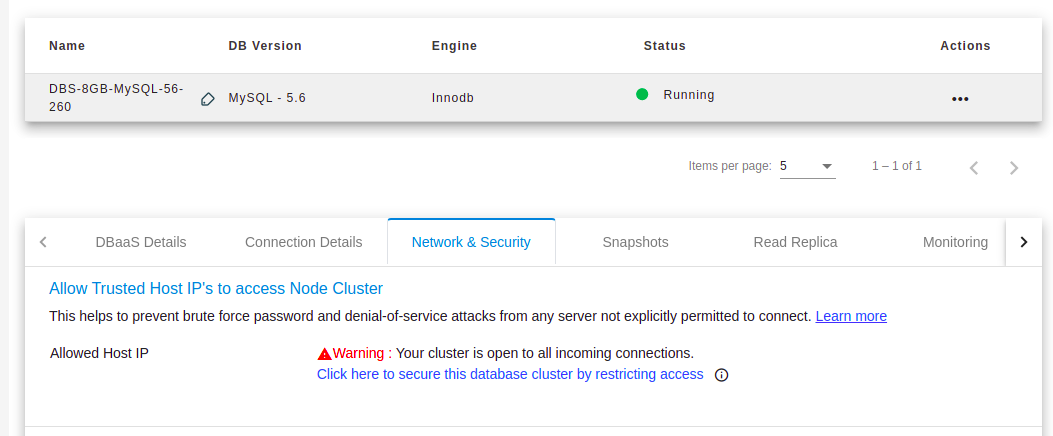 Name DB Version Engine Status Actions
DBS-8GB-MySQL-56-
260 MySQL - 5.6 Innodb Running •••
Items per page: 5 1 – 1 of 1
DBaaS Details Connection Details Network & Security Snapshots Read Replica Monitoring
Allow Trusted Host IP's to access Node Cluster
This helps to prevent brute force password and denial-of-service attacks from any server not explicitly permitted to connect. Learn more
Allowed Host IP Warning : Your cluster is open to all incoming connections.
Click here to secure this database cluster by restricting access